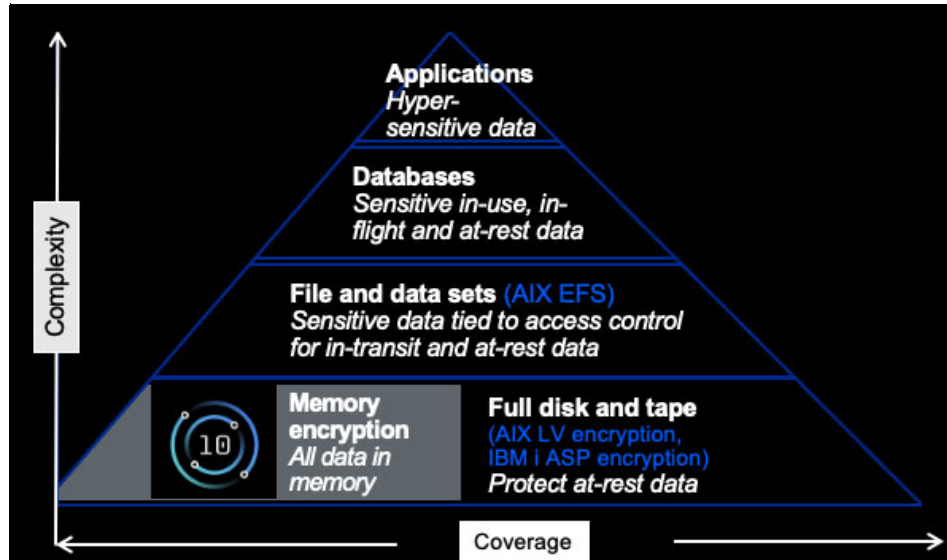 Applications
Hyper-
sensitive data
Databases
Sensitive in-use, in-
flight and at-rest data
File and data sets (AIX EFS)
Sensitive data tied to access control
for in-transit and at-rest data
10
Memory
encryption
All data in
memory
Full disk and tape
(AIX LV encryption,
IBM i ASP encryption)
Protect at-rest data
Complexity
Coverage